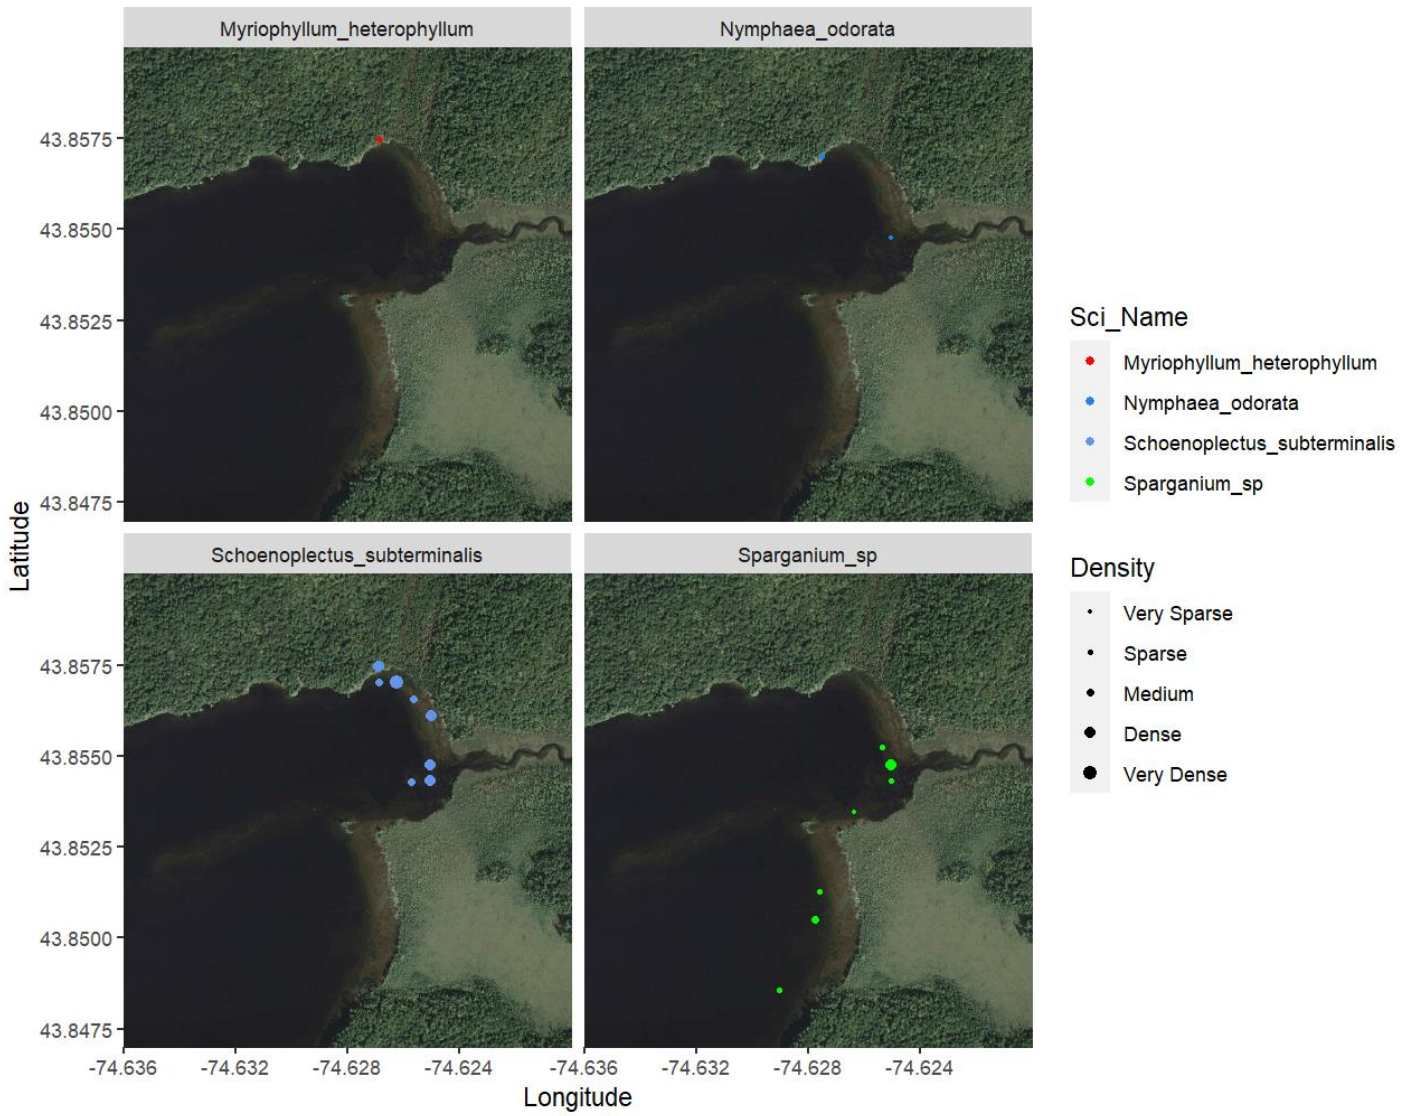 Myriophyllum_heterophyllum
Nymphaea_odorata
43.8575
43.8550
43.8525
43.8500
43.8475
Latitude
Schoenoplectus_subterminalis
Sparganium_sp
43.8575
43.8550
43.8525
43.8500
43.8475
-74.636
-74.632
-74.628
-74.624
-74.636
-74.632
-74.628
-74.624
Longitude
Sci_Name
Myriophyllum_heterophyllum
Nymphaea_odorata
Schoenoplectus_subterminalis
Sparganium_sp
Density
Very Sparse
Sparse
Medium
Dense
Very Dense